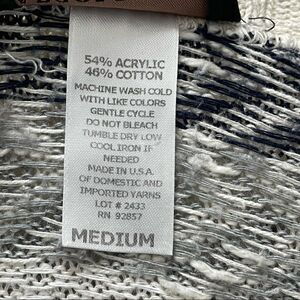 54% ACRYLIC
46% COTTON
MACHINE WASH COLD
WITH LIKE COLORS
GENTLE CYCLE
DO NOT BLEACH
TUMBLE DRY LOW
COOL IRON IF
NEEDED
MADE IN U.S.A.
OF DOMESTIC AND
IMPORTED YARNS
LOT # 2433
RN 92857
MEDIUM